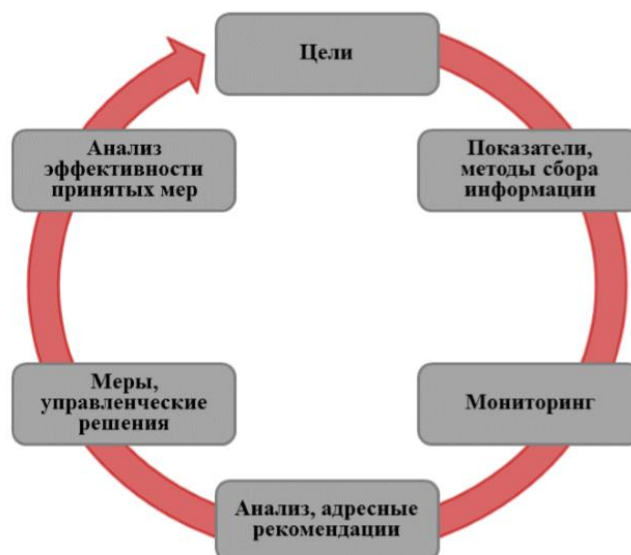 Цели
Показатели,
методы сбора
информации
Мониторинг
Анализ, адресные
рекомендации
Меры,
управленческие
решения
Анализ
эффективности
принятых мер